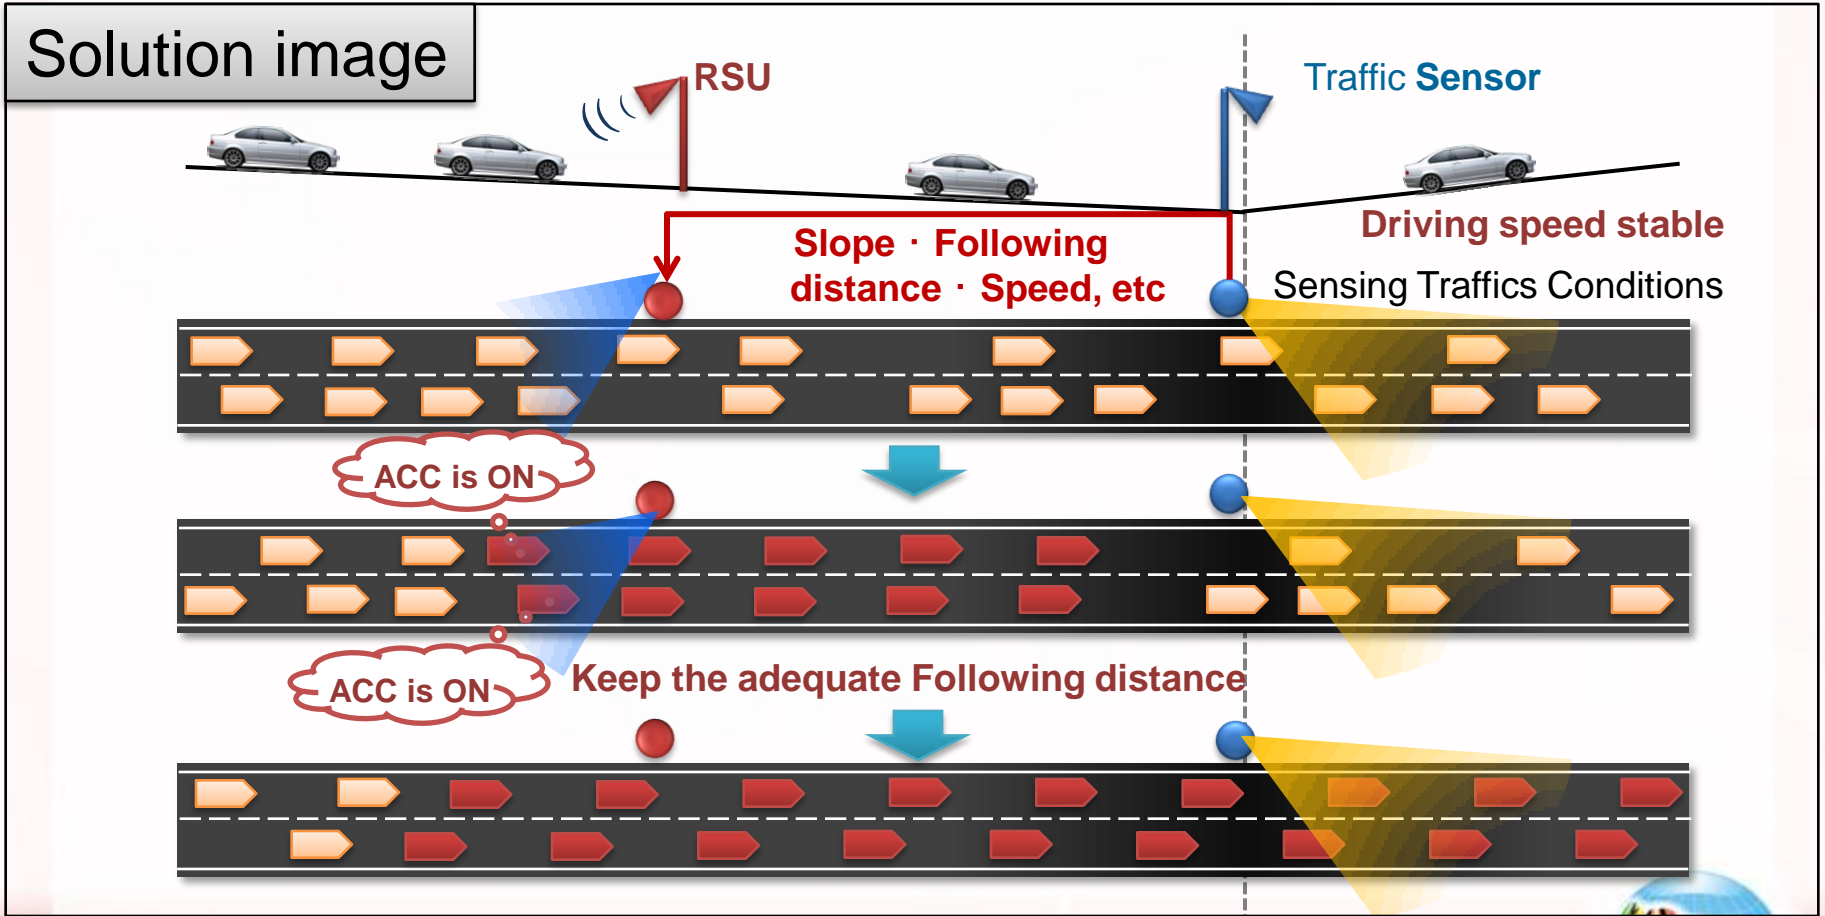 Solution image
RSU
Traffic Sensor
Driving speed stable
Slope · Following
distance · Speed, etc
Sensing Traffics Conditions
ACC is ON
ACC is ON
Keep the adequate Following distance